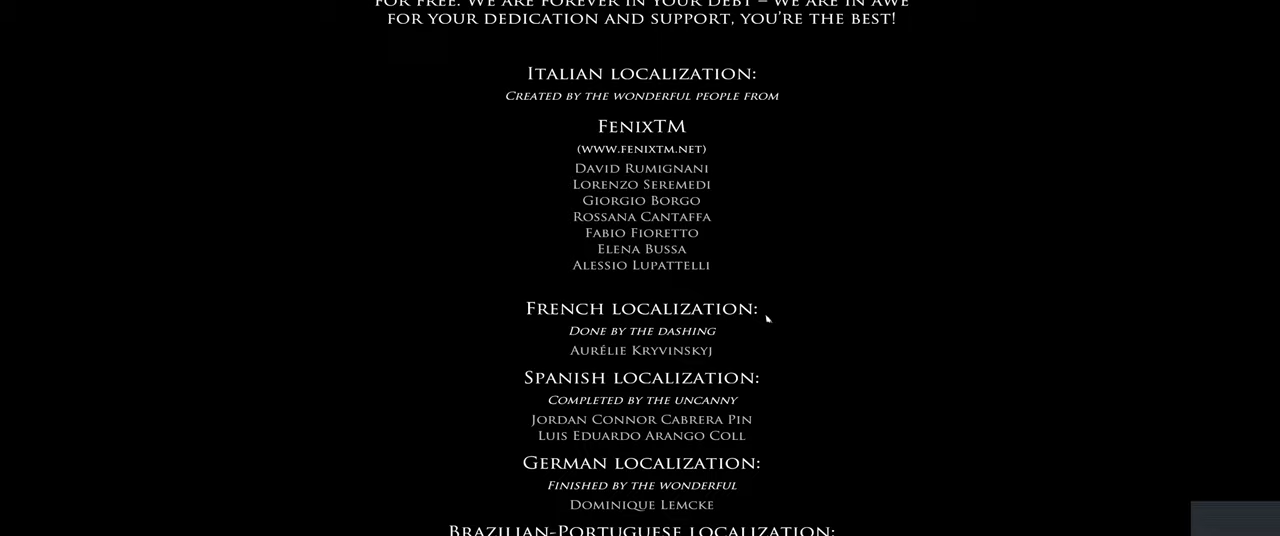 FOR FREE. WE ARE FOREVER IN YOUR DEBT – WE ARE IN AWE
FOR YOUR DEDICATION AND SUPPORT, YOU'RE THE BEST!
ITALIAN LOCALIZATION:
CREATED BY THE WONDERFUL PEOPLE FROM
FENIXTM
(WWW.FENIXTM.NET)
DAVID RUMIGNANI
LORENZO SEREMEDI
GIORGIO BORGO
ROSSANA CANTAFFA
FABIO FIORETTO
ELENA BUSSA
ALESSIO LUPATTELLI
FRENCH LOCALIZATION:
DONE BY THE DASHING
AURÉLIE KRYVINSKYJ
SPANISH LOCALIZATION:
COMPLETED BY THE UNCANNY
JORDAN CONNOR CABRERA PIN
LUIS EDUARDO ARANGO COLL
GERMAN LOCALIZATION:
FINISHED BY THE WONDERFUL
DOMINIQUE LEMCKE
BRAZILIAN-PORTUGUESE LOCALIZATION: